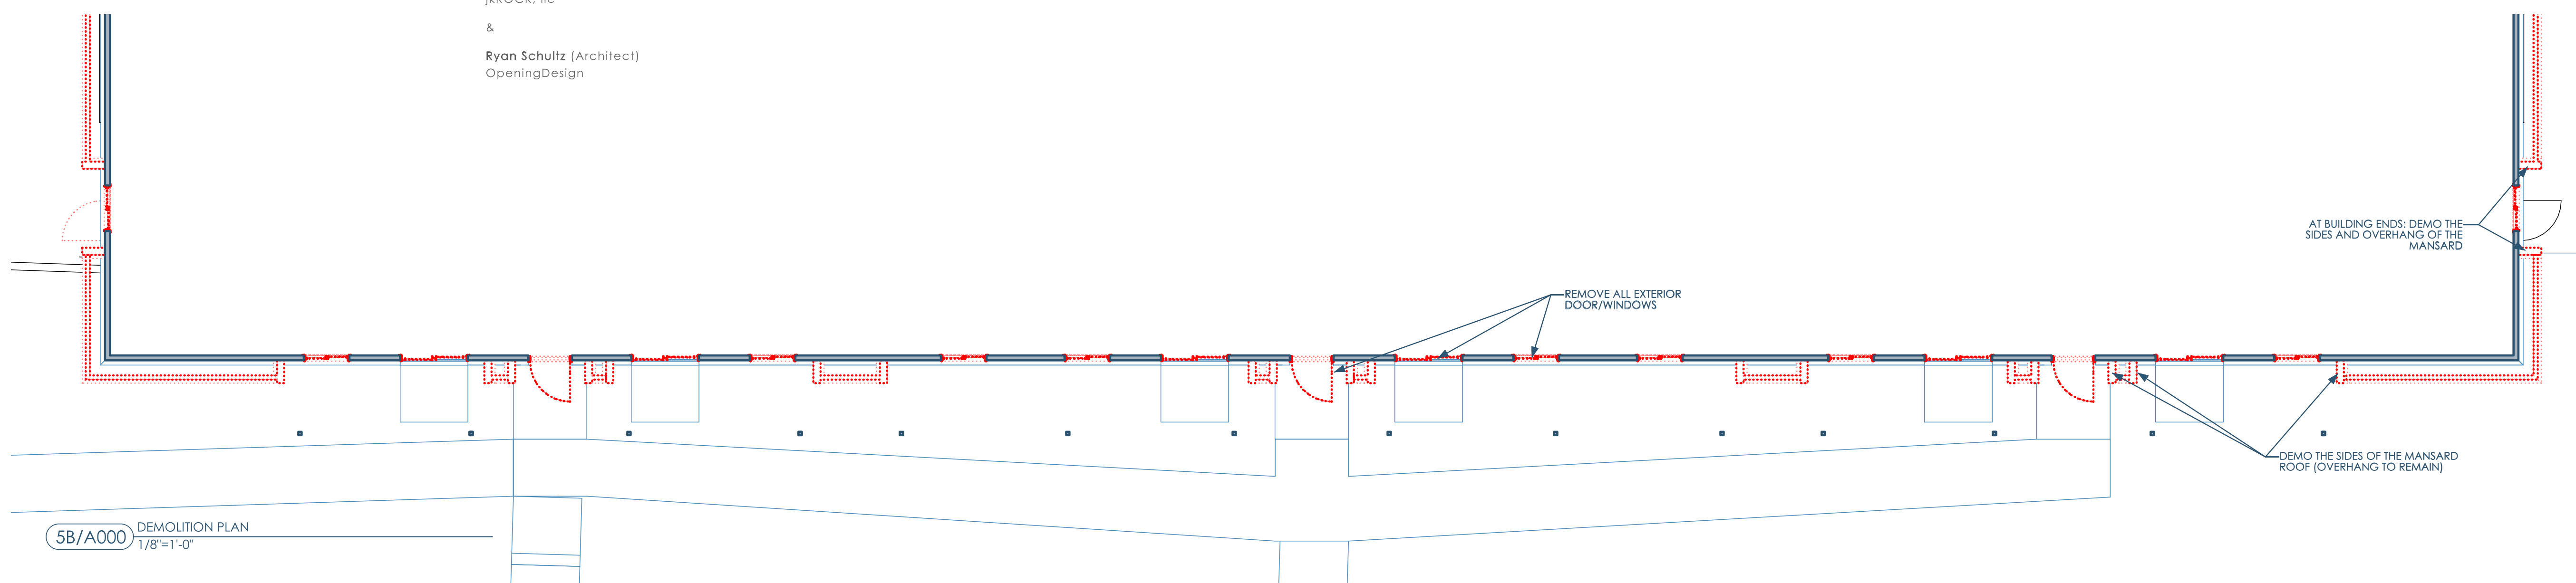 jkROCK, llc
&
Ryan Schultz (Architect)
OpeningDesign
AT BUILDING ENDS: DEMO THE
SIDES AND OVERHANG OF THE
MANSARD
REMOVE ALL EXTERIOR
DOOR/WINDOWS
DEMO THE SIDES OF THE MANSARD
ROOF (OVERHANG TO REMAIN)
5B/A000
DEMOLITION PLAN
1/8"=1'-0"